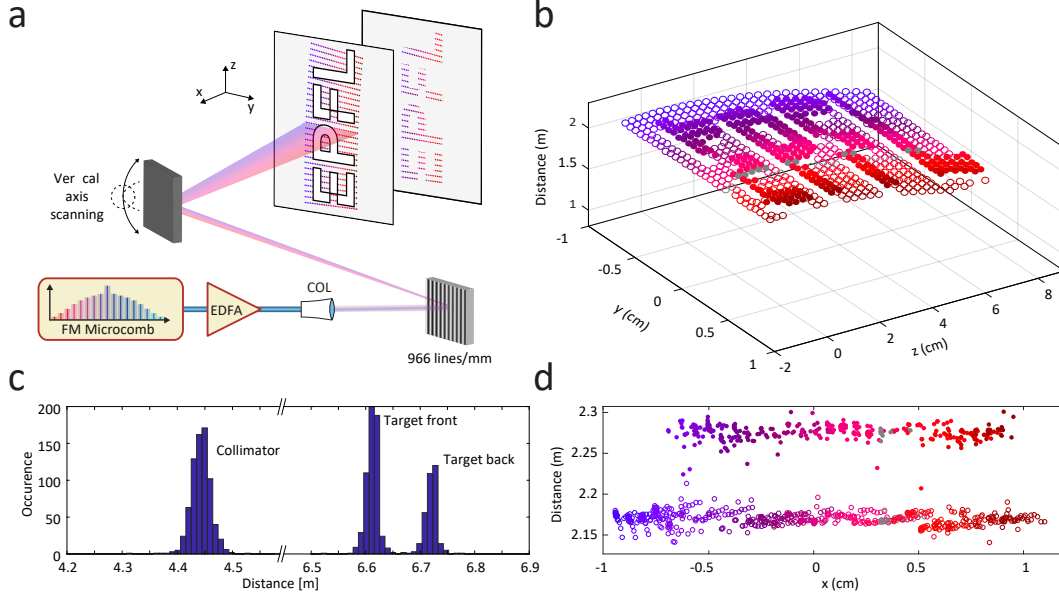 a
z
x
y
Ver cal
axis
scanning
EPFL
FM Microcomb
EDFA
COL
966 lines/mm
b
Distance (m)
2
1.5
1
-1
-0.5
0
0.5
1
y (cm)
-2
0
2
4
6
8
z (cm)
c
Occurence
200
150
100
50
0
Collimator
Target front
Target back
4.2
4.3
4.4
4.5
6.5
6.6
6.7
6.8
6.9
Distance [m]
d
Distance (m)
2.3
2.25
2.2
2.15
-1
-0.5
0
0.5
1
x (cm)